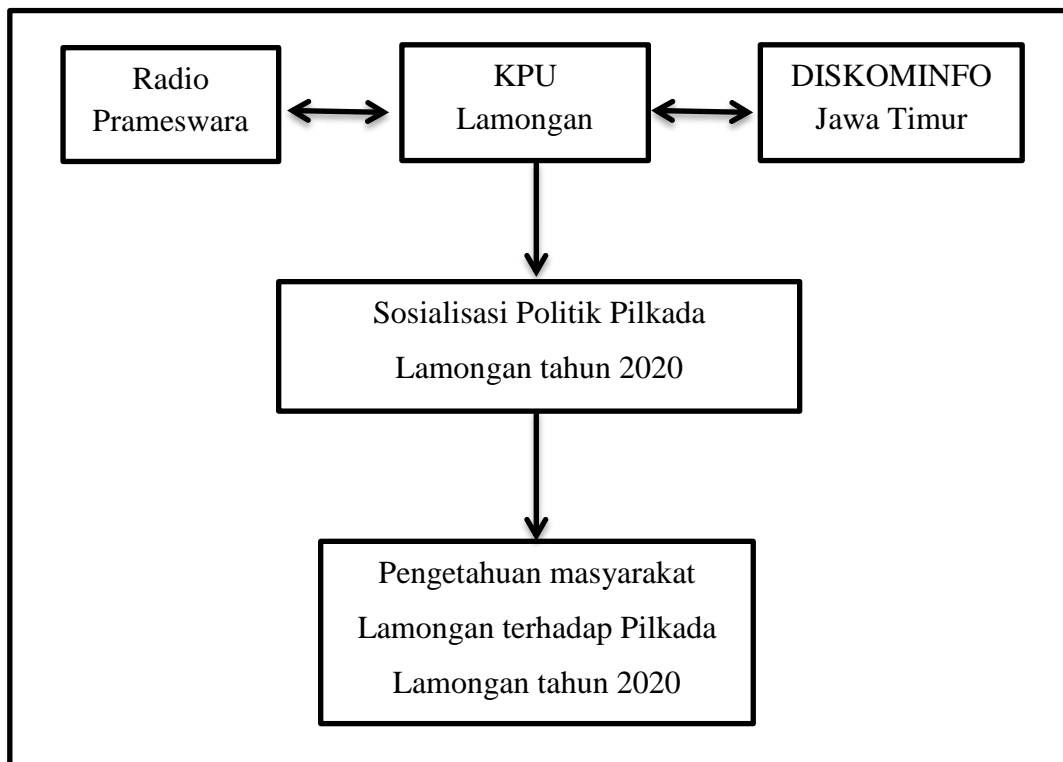 Radio
Prameswara
KPU
Lamongan
DISKOMINFO
Jawa Timur
Sosialisasi Politik Pilkada
Lamongan tahun 2020
Pengetahuan masyarakat
Lamongan terhadap Pilkada
Lamongan tahun 2020